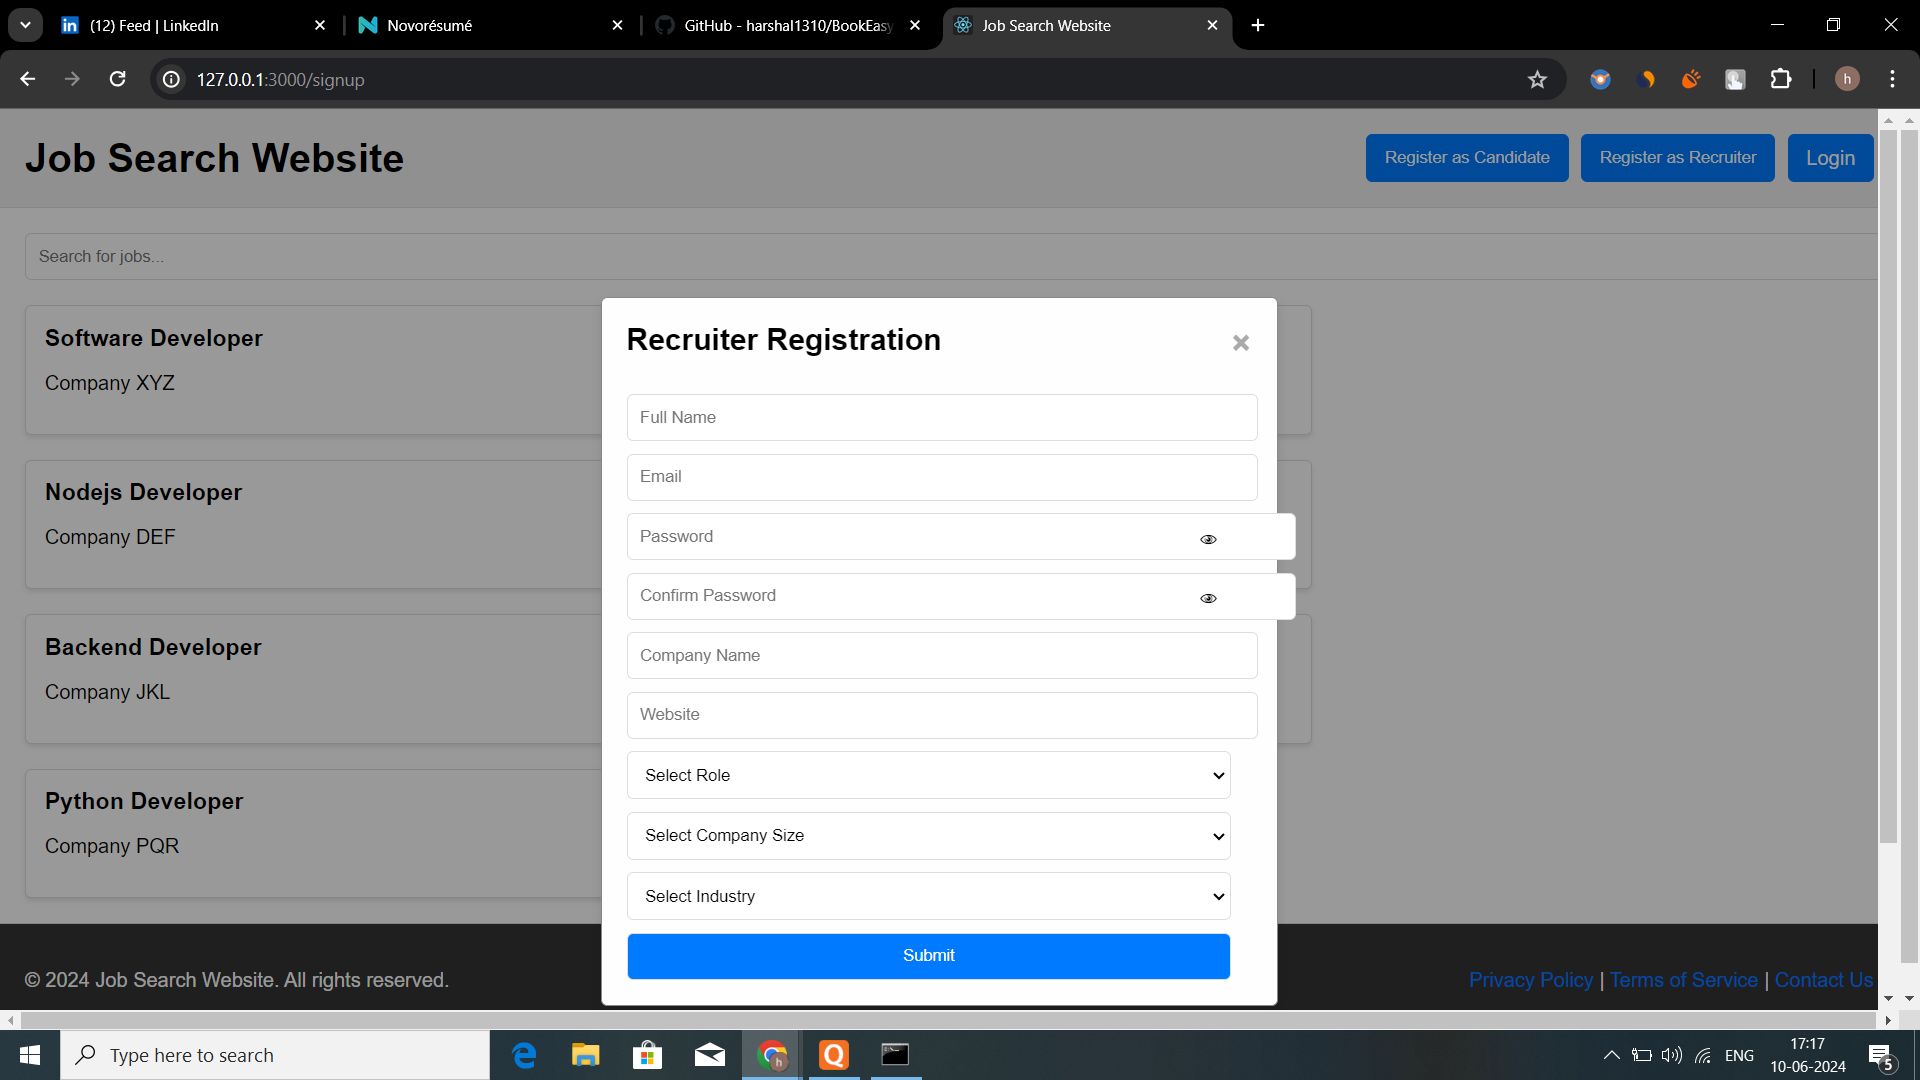 (12) Feed | LinkedIn
Novorésumé
GitHub - harshal1310/BookEasy
Job Search Website
127.0.0.1:3000/signup
h
Job Search Website
Register as Candidate
Register as Recruiter
Login
Search for jobs...
Software Developer
Company XYZ
Nodejs Developer
Company DEF
Backend Developer
Company JKL
Python Developer
Company PQR
Recruiter Registration
Full Name
Email
Password
Confirm Password
Company Name
Website
Select Role
Select Company Size
Select Industry
Submit
© 2024 Job Search Website. All rights reserved.
Privacy Policy | Terms of Service | Contact Us
Type here to search
ENG
17:17
10-06-2024
5